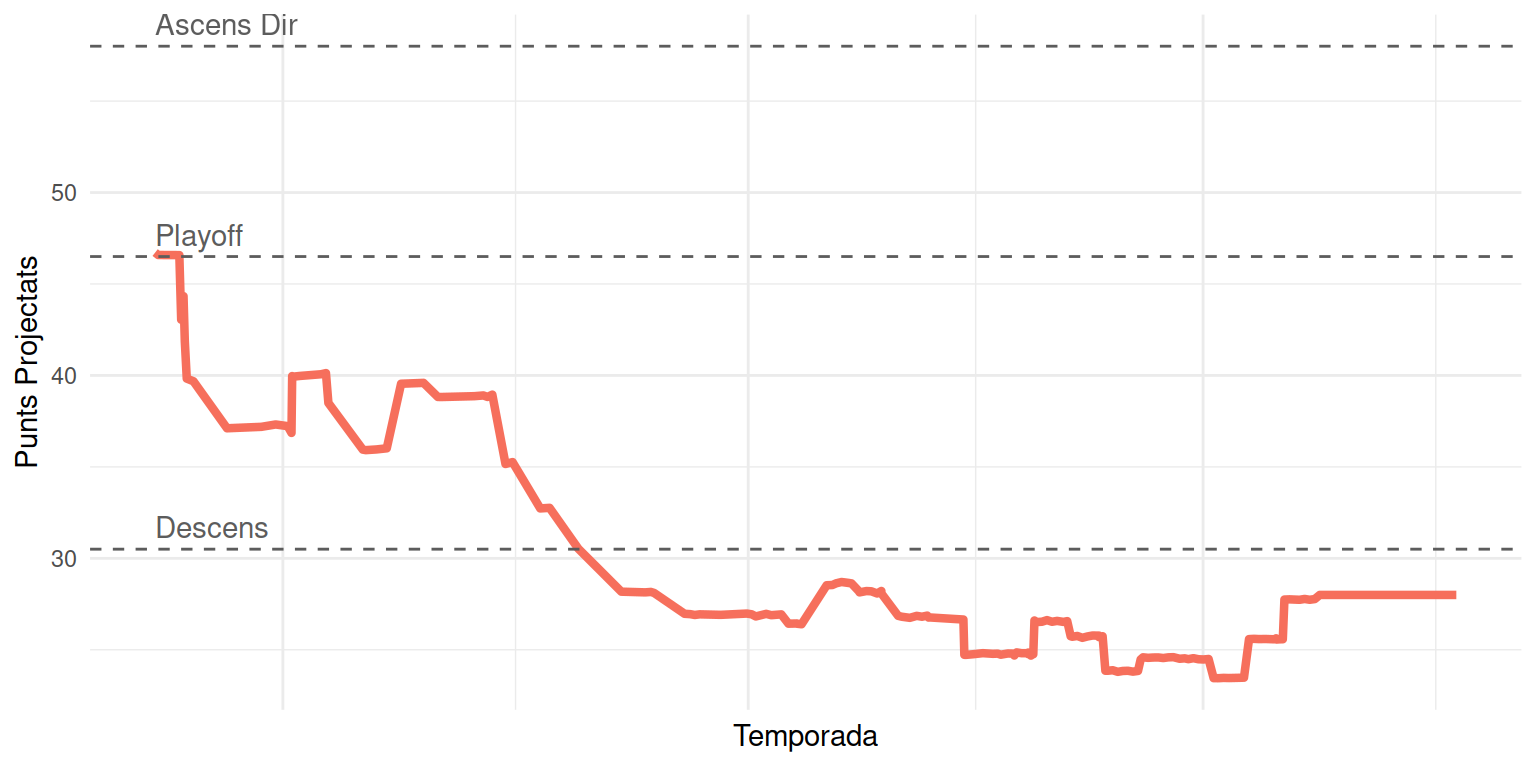 Ascens Dir
50
Playoff
40
Descens
30
Punts Projectats
Temporada